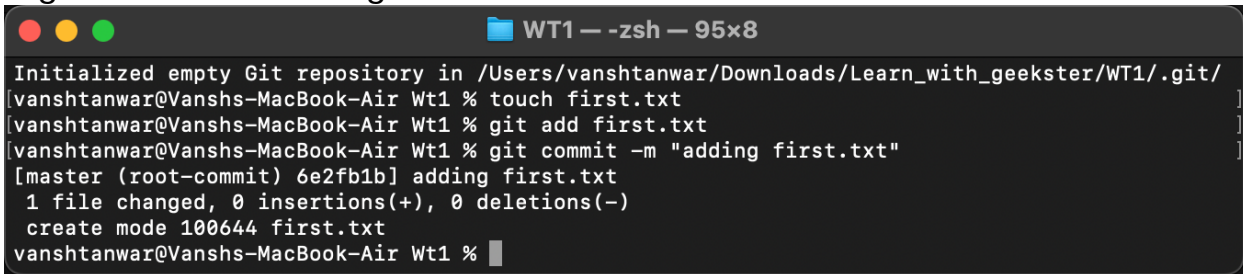 WT1 — -zsh — 95×8
Initialized empty Git repository in /Users/vanshtanwar/Downloads/Learn_with_geekster/WT1/.git/
[vanshtanwar@Vanshs-MacBook-Air Wt1 % touch first.txt ]
[vanshtanwar@Vanshs-MacBook-Air Wt1 % git add first.txt ]
[vanshtanwar@Vanshs-MacBook-Air Wt1 % git commit -m "adding first.txt" ]
[master (root-commit) 6e2fb1b] adding first.txt
 1 file changed, 0 insertions(+), 0 deletions(-)
 create mode 100644 first.txt
vanshtanwar@Vanshs-MacBook-Air Wt1 %